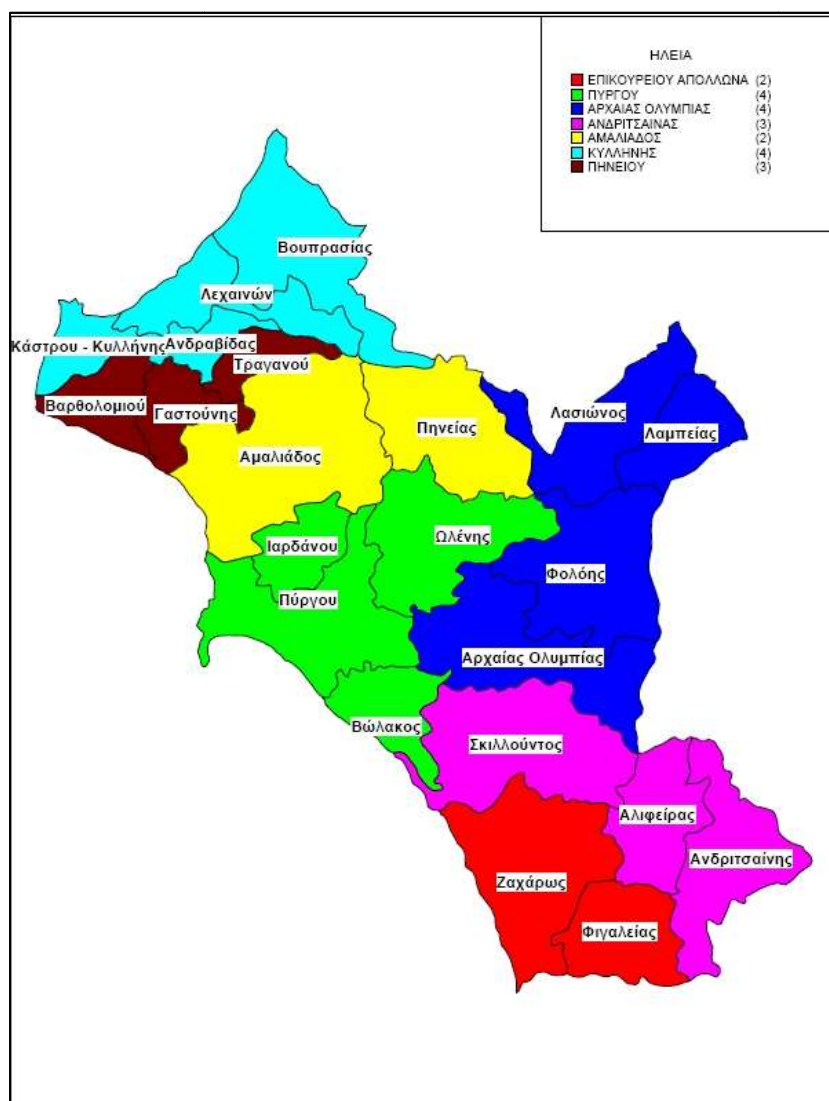 ΗΛΕΙΑ
ΕΠΙΚΟΥΡΕΙΟΥ ΑΠΟΛΛΩΝΑ (2)
ΠΥΡΓΟΥ (4)
ΑΡΧΑΙΑΣ ΟΛΥΜΠΙΑΣ (4)
ΑΝΔΡΙΤΣΑΙΝΑΣ (3)
ΑΜΑΛΙΑΔΟΣ (2)
ΚΥΛΛΗΝΗΣ (4)
ΠΗΝΕΙΟΥ (3)
Βουπρασίας
Λεχαινών
Κάστρου - Κυλλήνης
Ανδραβίδας
Τραγανού
Βαρθολομιού
Γαστούνης
Λασιώνος
Πηνείας
Λαμπείας
Αμαλιάδος
Ωλένης
Ιαρδάνου
Φολόης
Πύργου
Αρχαίας Ολυμπίας
Βώλακος
Σκιλλούντος
Αλιφείρας
Ανδριτσαίνης
Ζαχάρως
Φιγαλείας